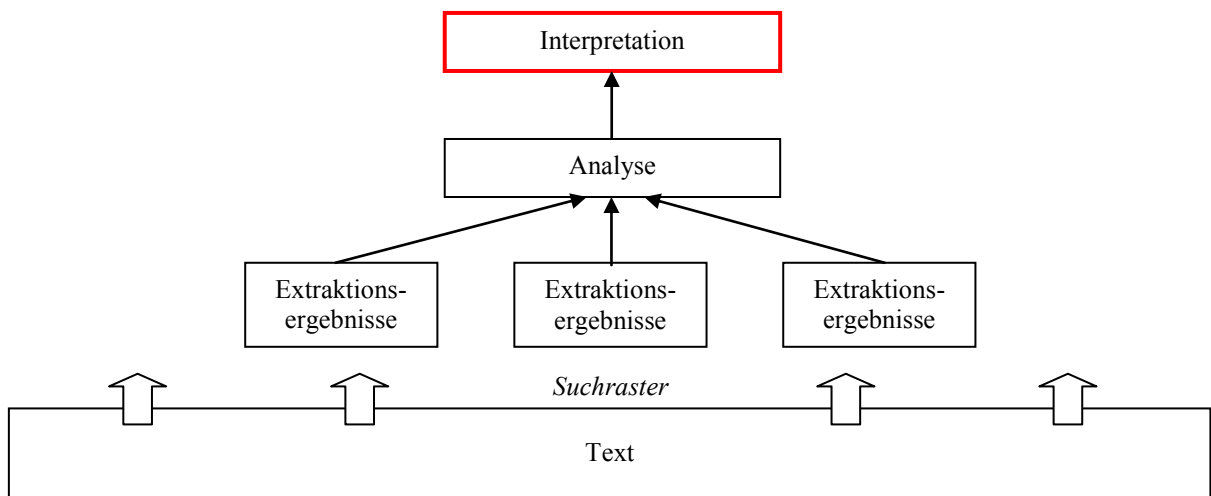 Interpretation
Analyse
Extraktions-
ergebnisse
Extraktions-
ergebnisse
Extraktions-
ergebnisse
Suchraster
Text